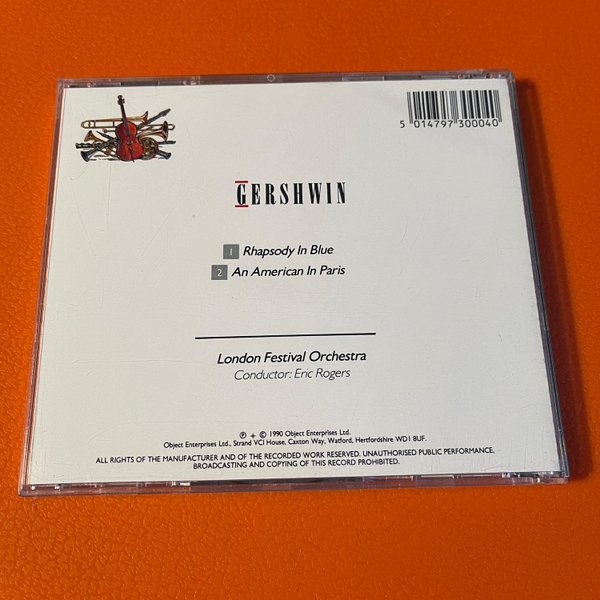 5 014797 300040
GERSHWIN
1 Rhapsody In Blue
2 An American In Paris
London Festival Orchestra
Conductor: Eric Rogers
℗ + © 1990 Object Enterprises Ltd.
Object Enterprises Ltd., Strand VCI House, Caxton Way, Watford, Hertfordshire WD1 8UF.
ALL RIGHTS OF THE MANUFACTURER AND OF THE RECORDED WORK RESERVED. UNAUTHORISED PUBLIC PERFORMANCE,
BROADCASTING AND COPYING OF THIS RECORD PROHIBITED.